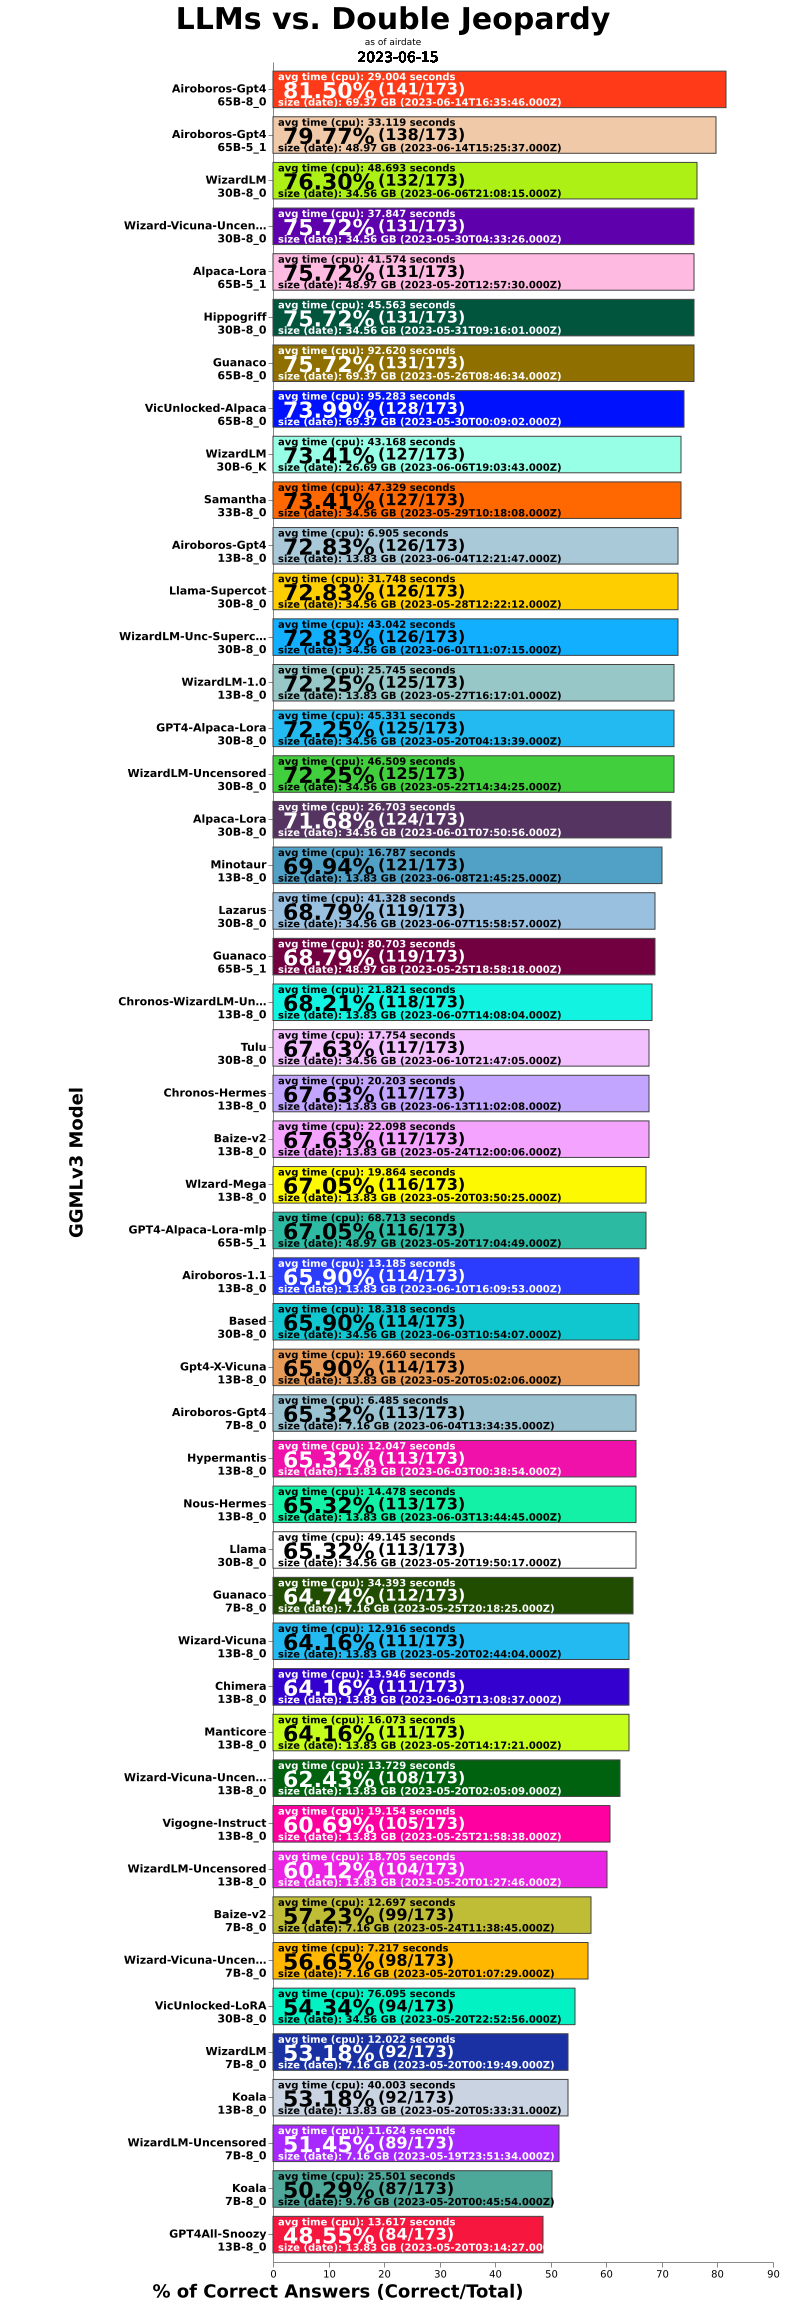 LLMs vs. Double Jeopardy
as of airdate
2023-06-15
Airoboros-Gpt4
65B-8_0
avg time (cpu): 29.004 seconds
81.50% (141/173)
size (date): 69.37 GB (2023-06-14T16:35:46.000Z)
Airoboros-Gpt4
65B-5_1
avg time (cpu): 33.119 seconds
79.77% (138/173)
size (date): 48.97 GB (2023-06-14T15:25:37.000Z)
WizardLM
30B-8_0
avg time (cpu): 48.693 seconds
76.30% (132/173)
size (date): 34.56 GB (2023-06-06T21:08:15.000Z)
Wizard-Vicuna-Uncen…
30B-8_0
avg time (cpu): 37.847 seconds
75.72% (131/173)
size (date): 34.56 GB (2023-05-30T04:33:26.000Z)
Alpaca-Lora
65B-5_1
avg time (cpu): 41.574 seconds
75.72% (131/173)
size (date): 48.97 GB (2023-05-20T12:57:30.000Z)
Hippogriff
30B-8_0
avg time (cpu): 45.563 seconds
75.72% (131/173)
size (date): 34.56 GB (2023-05-31T09:16:01.000Z)
Guanaco
65B-8_0
avg time (cpu): 92.620 seconds
75.72% (131/173)
size (date): 69.37 GB (2023-05-26T08:46:34.000Z)
VicUnlocked-Alpaca
65B-8_0
avg time (cpu): 95.283 seconds
73.99% (128/173)
size (date): 69.37 GB (2023-05-30T00:09:02.000Z)
WizardLM
30B-6_K
avg time (cpu): 43.168 seconds
73.41% (127/173)
size (date): 26.69 GB (2023-06-06T19:03:43.000Z)
Samantha
33B-8_0
avg time (cpu): 47.329 seconds
73.41% (127/173)
size (date): 34.56 GB (2023-05-29T10:18:08.000Z)
Airoboros-Gpt4
13B-8_0
avg time (cpu): 6.905 seconds
72.83% (126/173)
size (date): 13.83 GB (2023-06-04T12:21:47.000Z)
Llama-Supercot
30B-8_0
avg time (cpu): 31.748 seconds
72.83% (126/173)
size (date): 34.56 GB (2023-05-28T12:22:12.000Z)
WizardLM-Unc-Superc…
30B-8_0
avg time (cpu): 43.042 seconds
72.83% (126/173)
size (date): 34.56 GB (2023-06-01T11:07:15.000Z)
WizardLM-1.0
13B-8_0
avg time (cpu): 25.745 seconds
72.25% (125/173)
size (date): 13.83 GB (2023-05-27T16:17:01.000Z)
GPT4-Alpaca-Lora
30B-8_0
avg time (cpu): 45.331 seconds
72.25% (125/173)
size (date): 34.56 GB (2023-05-20T04:13:39.000Z)
WizardLM-Uncensored
30B-8_0
avg time (cpu): 46.509 seconds
72.25% (125/173)
size (date): 34.56 GB (2023-05-22T14:34:25.000Z)
Alpaca-Lora
30B-8_0
avg time (cpu): 26.703 seconds
71.68% (124/173)
size (date): 34.56 GB (2023-06-01T07:50:56.000Z)
Minotaur
13B-8_0
avg time (cpu): 16.787 seconds
69.94% (121/173)
size (date): 13.83 GB (2023-06-08T21:45:25.000Z)
Lazarus
30B-8_0
avg time (cpu): 41.328 seconds
68.79% (119/173)
size (date): 34.56 GB (2023-06-07T15:58:57.000Z)
Guanaco
65B-5_1
avg time (cpu): 80.703 seconds
68.79% (119/173)
size (date): 48.97 GB (2023-05-25T18:58:18.000Z)
Chronos-WizardLM-Un…
13B-8_0
avg time (cpu): 21.821 seconds
68.21% (118/173)
size (date): 13.83 GB (2023-06-07T14:08:04.000Z)
Tulu
30B-8_0
avg time (cpu): 17.754 seconds
67.63% (117/173)
size (date): 34.56 GB (2023-06-10T21:47:05.000Z)
Chronos-Hermes
13B-8_0
avg time (cpu): 20.203 seconds
67.63% (117/173)
size (date): 13.83 GB (2023-06-13T11:02:08.000Z)
Baize-v2
13B-8_0
avg time (cpu): 22.098 seconds
67.63% (117/173)
size (date): 13.83 GB (2023-05-24T12:00:06.000Z)
WIzard-Mega
13B-8_0
avg time (cpu): 19.864 seconds
67.05% (116/173)
size (date): 13.83 GB (2023-05-20T03:50:25.000Z)
GPT4-Alpaca-Lora-mlp
65B-5_1
avg time (cpu): 68.713 seconds
67.05% (116/173)
size (date): 48.97 GB (2023-05-20T17:04:49.000Z)
Airoboros-1.1
13B-8_0
avg time (cpu): 13.185 seconds
65.90% (114/173)
size (date): 13.83 GB (2023-06-10T16:09:53.000Z)
Based
30B-8_0
avg time (cpu): 18.318 seconds
65.90% (114/173)
size (date): 34.56 GB (2023-06-03T10:54:07.000Z)
Gpt4-X-Vicuna
13B-8_0
avg time (cpu): 19.660 seconds
65.90% (114/173)
size (date): 13.83 GB (2023-05-20T05:02:06.000Z)
Airoboros-Gpt4
7B-8_0
avg time (cpu): 6.485 seconds
65.32% (113/173)
size (date): 7.16 GB (2023-06-04T13:34:35.000Z)
Hypermantis
13B-8_0
avg time (cpu): 12.047 seconds
65.32% (113/173)
size (date): 13.83 GB (2023-06-03T00:38:54.000Z)
Nous-Hermes
13B-8_0
avg time (cpu): 14.478 seconds
65.32% (113/173)
size (date): 13.83 GB (2023-06-03T13:44:45.000Z)
Llama
30B-8_0
avg time (cpu): 49.145 seconds
65.32% (113/173)
size (date): 34.56 GB (2023-05-20T19:50:17.000Z)
Guanaco
7B-8_0
avg time (cpu): 34.393 seconds
64.74% (112/173)
size (date): 7.16 GB (2023-05-25T20:18:25.000Z)
Wizard-Vicuna
13B-8_0
avg time (cpu): 12.916 seconds
64.16% (111/173)
size (date): 13.83 GB (2023-05-20T02:44:04.000Z)
Chimera
13B-8_0
avg time (cpu): 13.946 seconds
64.16% (111/173)
size (date): 13.83 GB (2023-06-03T13:08:37.000Z)
Manticore
13B-8_0
avg time (cpu): 16.073 seconds
64.16% (111/173)
size (date): 13.83 GB (2023-05-20T14:17:21.000Z)
Wizard-Vicuna-Uncen…
13B-8_0
avg time (cpu): 13.729 seconds
62.43% (108/173)
size (date): 13.83 GB (2023-05-20T02:05:09.000Z)
Vigogne-Instruct
13B-8_0
avg time (cpu): 19.154 seconds
60.69% (105/173)
size (date): 13.83 GB (2023-05-25T21:58:38.000Z)
WizardLM-Uncensored
13B-8_0
avg time (cpu): 18.705 seconds
60.12% (104/173)
size (date): 13.83 GB (2023-05-20T01:27:46.000Z)
Baize-v2
7B-8_0
avg time (cpu): 12.697 seconds
57.23% (99/173)
size (date): 7.16 GB (2023-05-24T11:38:45.000Z)
Wizard-Vicuna-Uncen…
7B-8_0
avg time (cpu): 7.217 seconds
56.65% (98/173)
size (date): 7.16 GB (2023-05-20T01:07:29.000Z)
VicUnlocked-LoRA
30B-8_0
avg time (cpu): 76.095 seconds
54.34% (94/173)
size (date): 34.56 GB (2023-05-20T22:52:56.000Z)
WizardLM
7B-8_0
avg time (cpu): 12.022 seconds
53.18% (92/173)
size (date): 7.16 GB (2023-05-20T00:19:49.000Z)
Koala
13B-8_0
avg time (cpu): 40.003 seconds
53.18% (92/173)
size (date): 13.83 GB (2023-05-20T05:33:31.000Z)
WizardLM-Uncensored
7B-8_0
avg time (cpu): 11.624 seconds
51.45% (89/173)
size (date): 7.16 GB (2023-05-19T23:51:34.000Z)
Koala
7B-8_0
avg time (cpu): 25.501 seconds
50.29% (87/173)
size (date): 9.76 GB (2023-05-20T00:45:54.000Z)
GPT4All-Snoozy
13B-8_0
avg time (cpu): 13.617 seconds
48.55% (84/173)
size (date): 13.83 GB (2023-05-20T03:14:27.00
GGMLv3 Model
0 10 20 30 40 50 60 70 80 90
% of Correct Answers (Correct/Total)